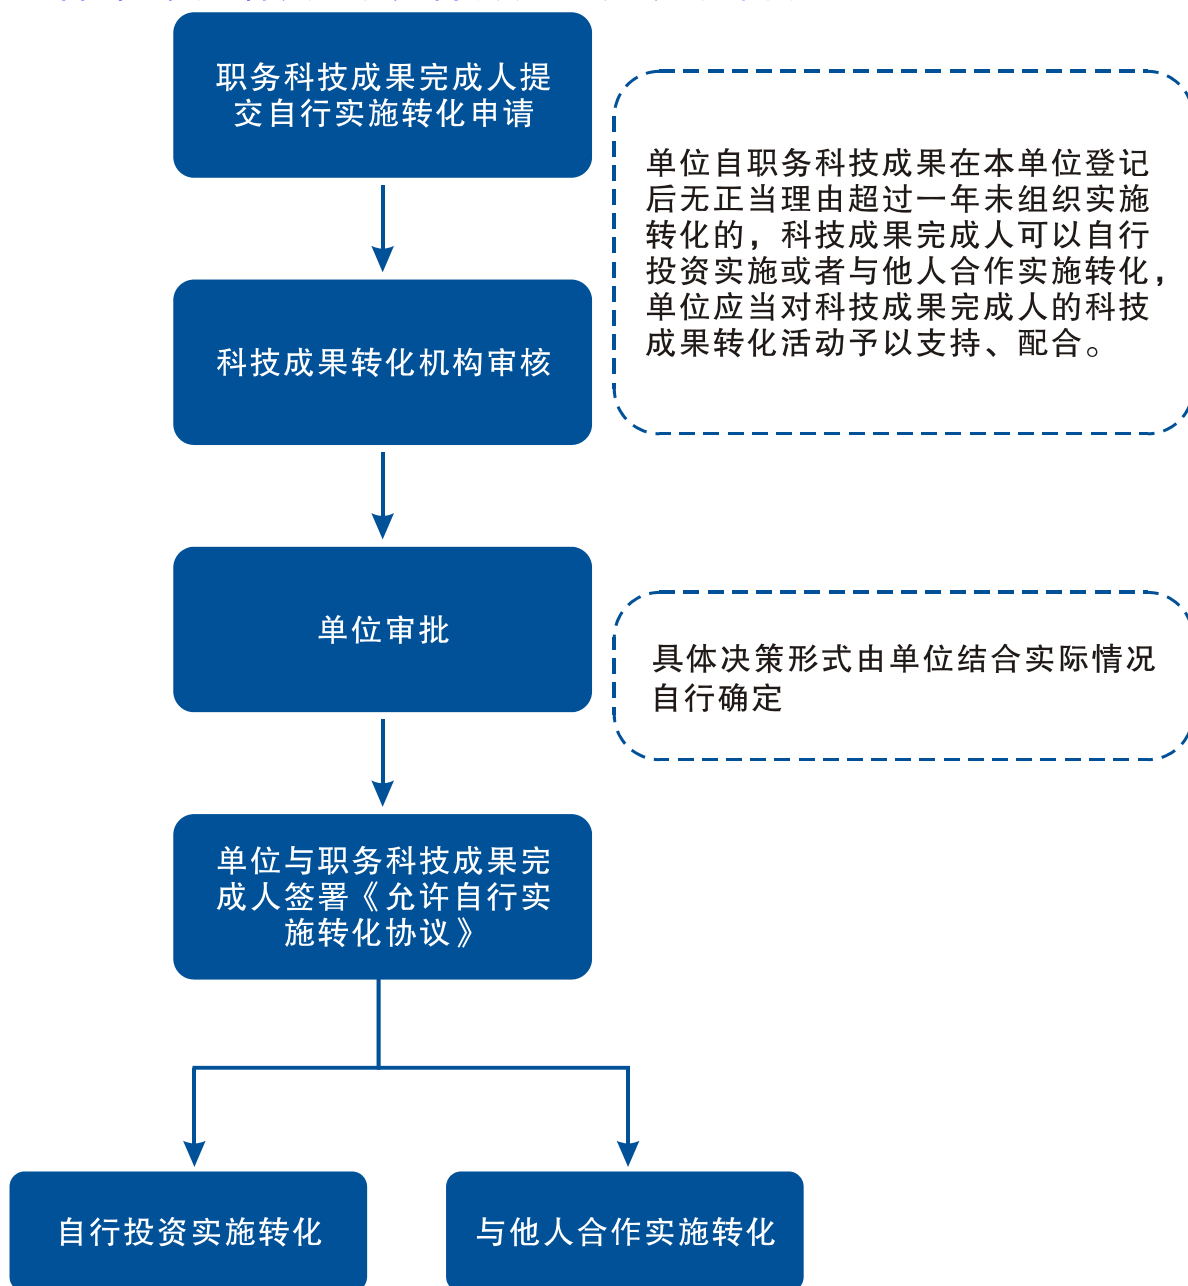 职务科技成果完成人提
交自行实施转化申请
单位自职务科技成果在本单位登记
后无正当理由超过一年未组织实施
转化的，科技成果完成人可以自行
投资实施或者与他人合作实施转化，
单位应当对科技成果完成人的科技
成果转化活动予以支持、配合。
科技成果转化机构审核
单位审批
具体决策形式由单位结合实际情况
自行确定
单位与职务科技成果完
成人签署《允许自行实
施转化协议》
自行投资实施转化
与他人合作实施转化